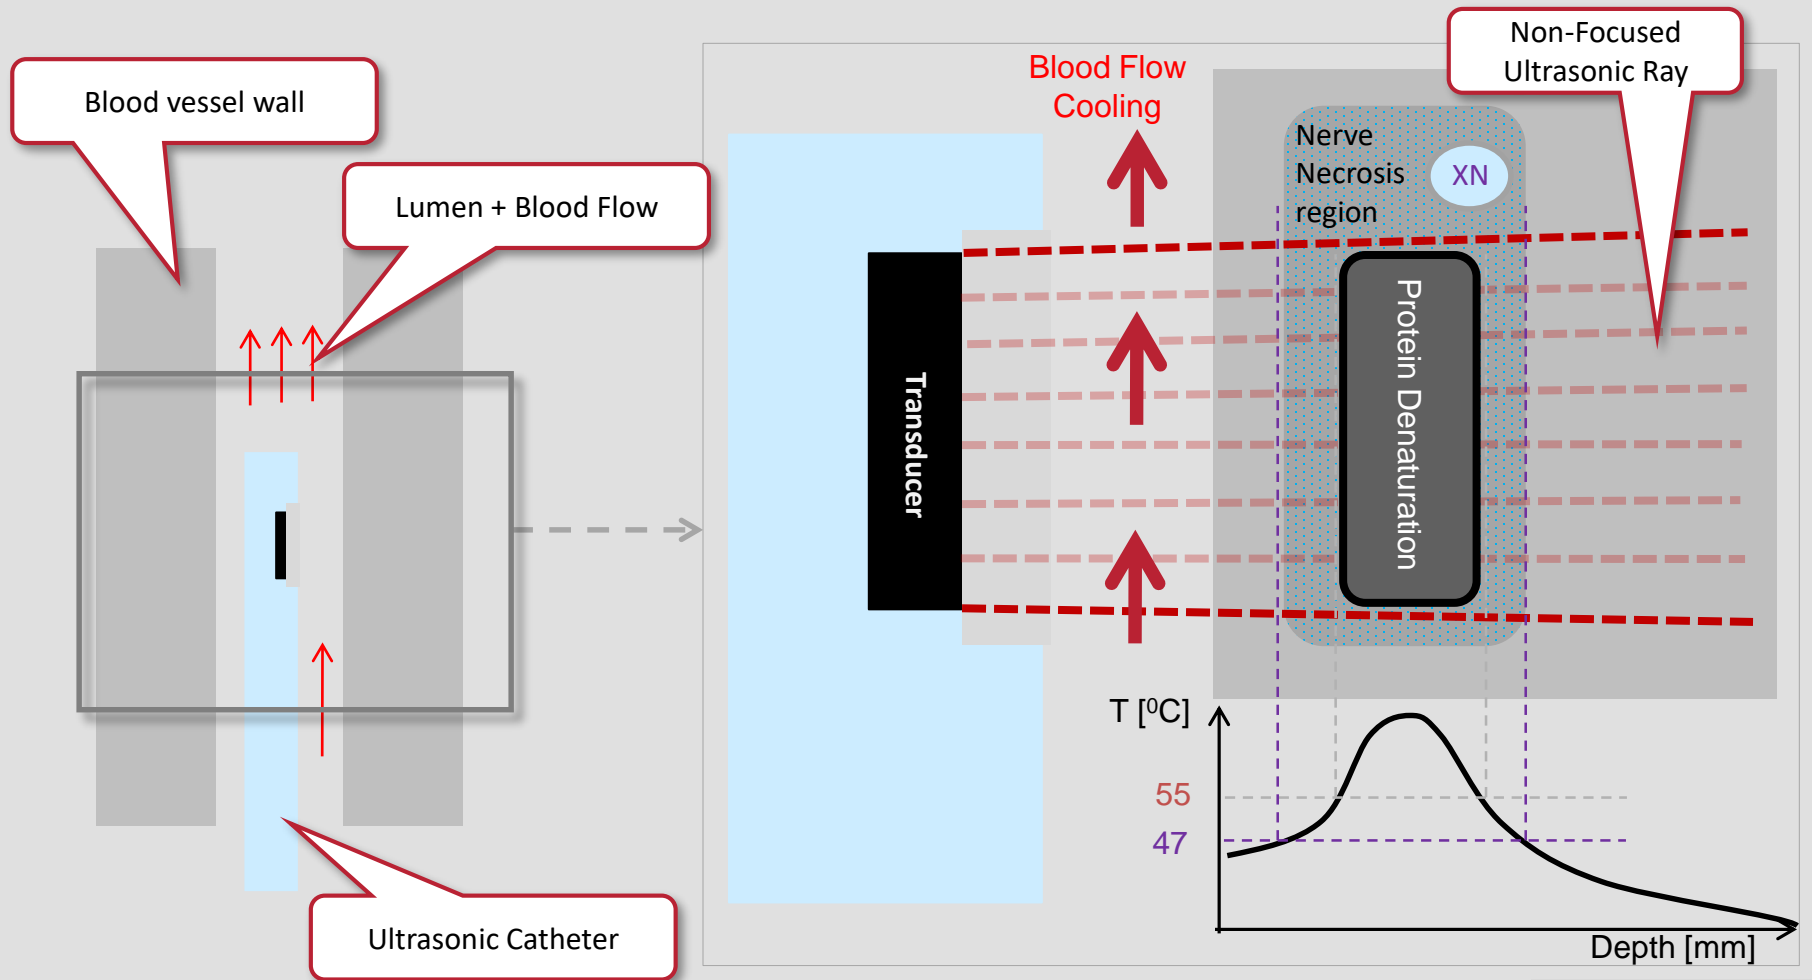 Blood vessel wall
Lumen + Blood Flow
Ultrasonic Catheter
Blood Flow
Cooling
Non-Focused
Ultrasonic Ray
Nerve
Necrosis
region
XN
Transducer
Protein Denaturation
T [⁰C]
55
47
Depth [mm]